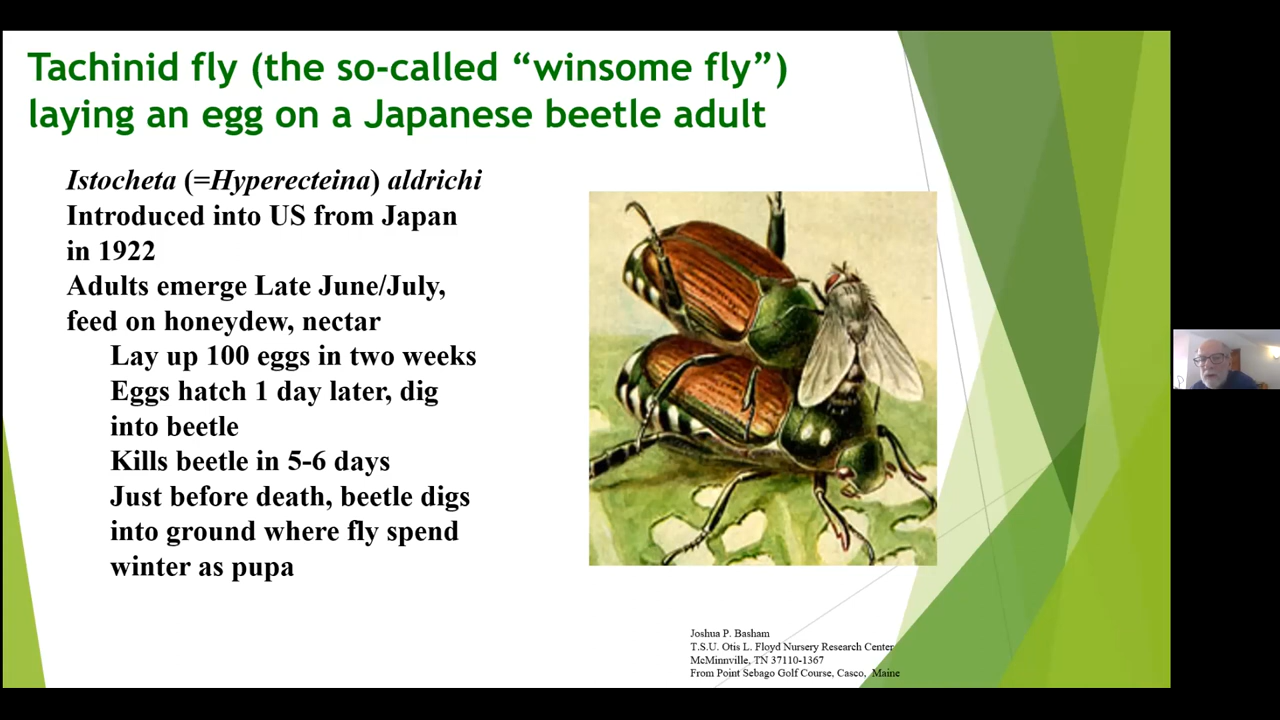 Tachinid fly (the so-called “winsome fly”)
laying an egg on a Japanese beetle adult
Istocheta (=Hyperecteina) aldrichi
Introduced into US from Japan
in 1922
Adults emerge Late June/July,
feed on honeydew, nectar
Lay up 100 eggs in two weeks
Eggs hatch 1 day later, dig
into beetle
Kills beetle in 5-6 days
Just before death, beetle digs
into ground where fly spend
winter as pupa
Joshua P. Basham
T.S.U. Otis L. Floyd Nursery Research Center
McMinnville, TN 37110-1367
From Point Sebago Golf Course, Casco, Maine